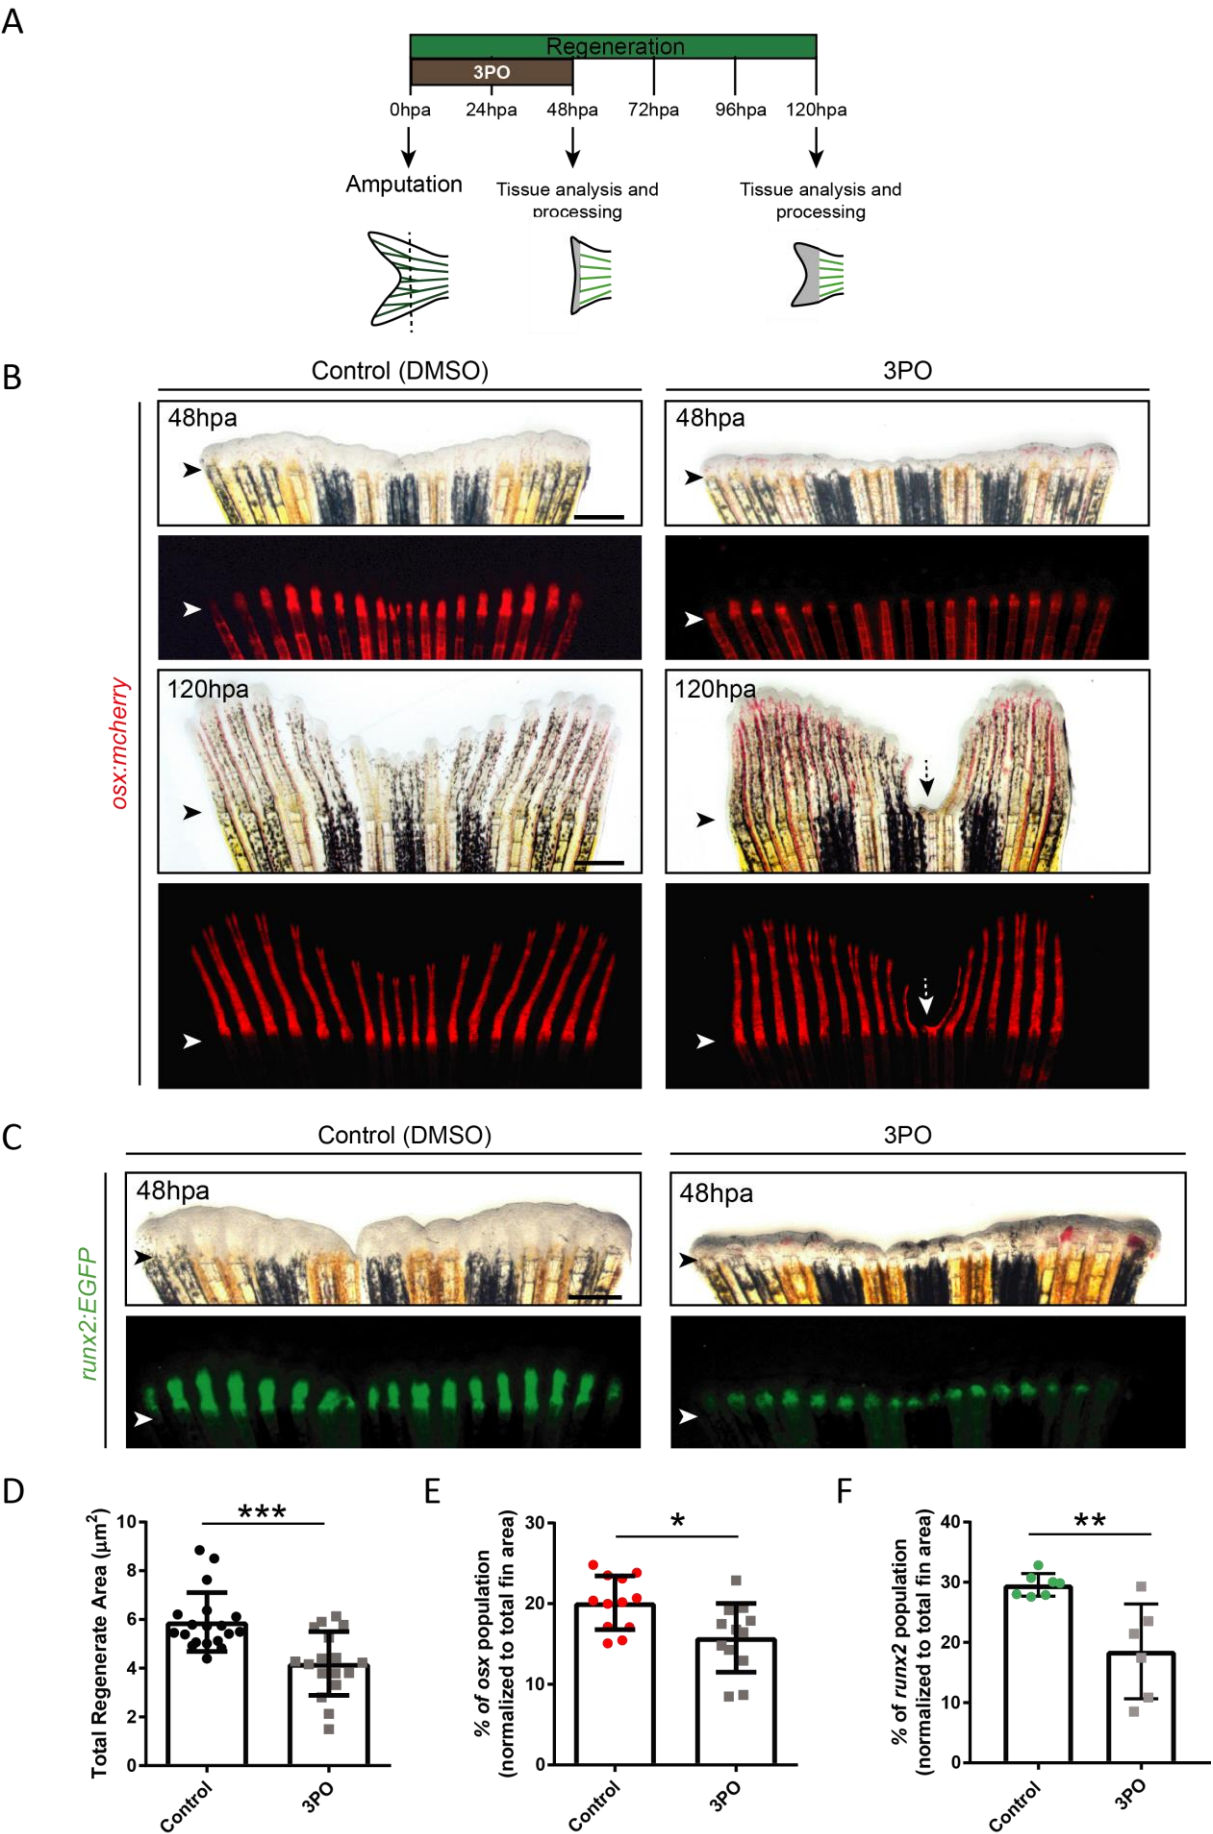 A
Regeneration
3PO
0hpa 24hpa 48hpa 72hpa 96hpa 120hpa
Amputation
Tissue analysis and
processing
Tissue analysis and
processing
B
Control (DMSO)
3PO
osx:mcherry
48hpa
48hpa
120hpa
120hpa
C
Control (DMSO)
3PO
runx2:EGFP
48hpa
48hpa
D
Total Regenerate Area (μm²)
10
8
6
4
2
0
***
Control
3PO
E
% of osx population
(normalized to total fin area)
30
20
10
0
*
Control
3PO
F
% of runx2 population
(normalized to total fin area)
40
30
20
10
0
**
Control
3PO